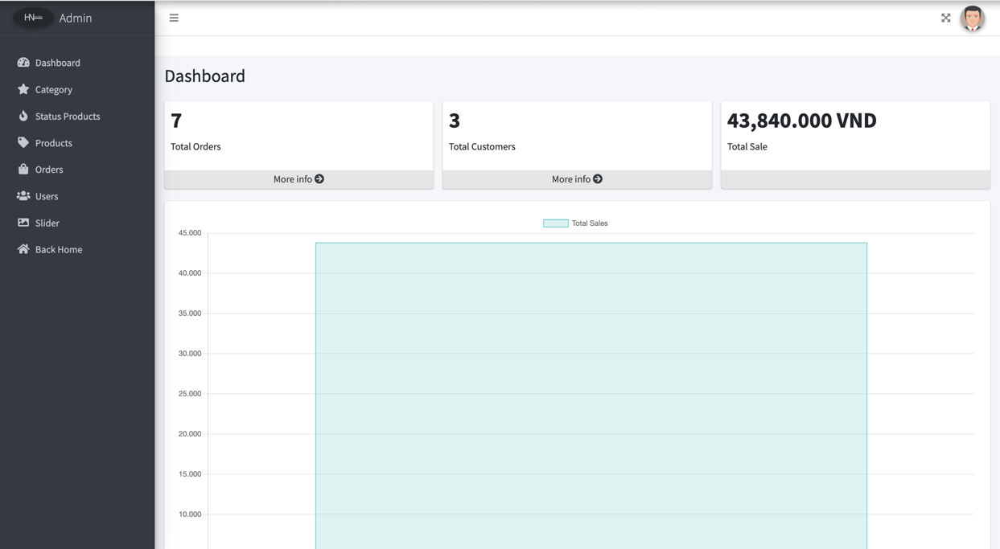 HN Admin
Dashboard
Category
Status Products
Products
Orders
Users
Slider
Back Home
Dashboard
7
Total Orders
More info
3
Total Customers
More info
43,840.000 VND
Total Sale
Total Sales
45.000
40.000
35.000
30.000
25.000
20.000
15.000
10.000